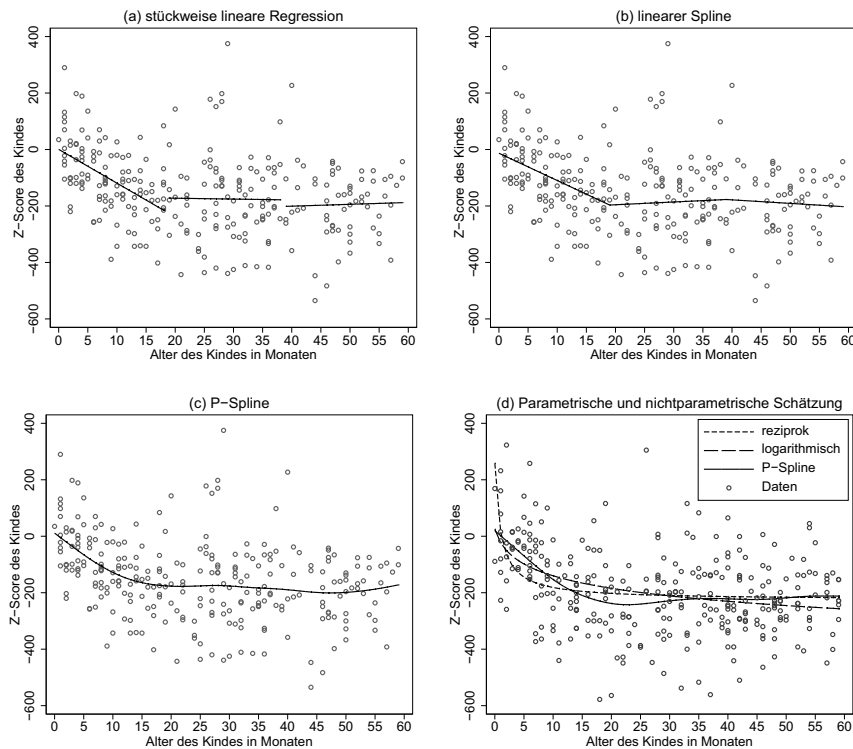 (a) stückweise lineare Regression
Z−Score des Kindes
400
200
0
−200
−400
−600
0 5 10 15 20 25 30 35 40 45 50 55 60
Alter des Kindes in Monaten
(b) linearer Spline
Z−Score des Kindes
400
200
0
−200
−400
−600
0 5 10 15 20 25 30 35 40 45 50 55 60
Alter des Kindes in Monaten
(c) P−Spline
Z−Score des Kindes
400
200
0
−200
−400
−600
0 5 10 15 20 25 30 35 40 45 50 55 60
Alter des Kindes in Monaten
(d) Parametrische und nichtparametrische Schätzung
Z−Score des Kindes
400
200
0
−200
−400
−600
reziprok
logarithmisch
P−Spline
Daten
0 5 10 15 20 25 30 35 40 45 50 55 60
Alter des Kindes in Monaten